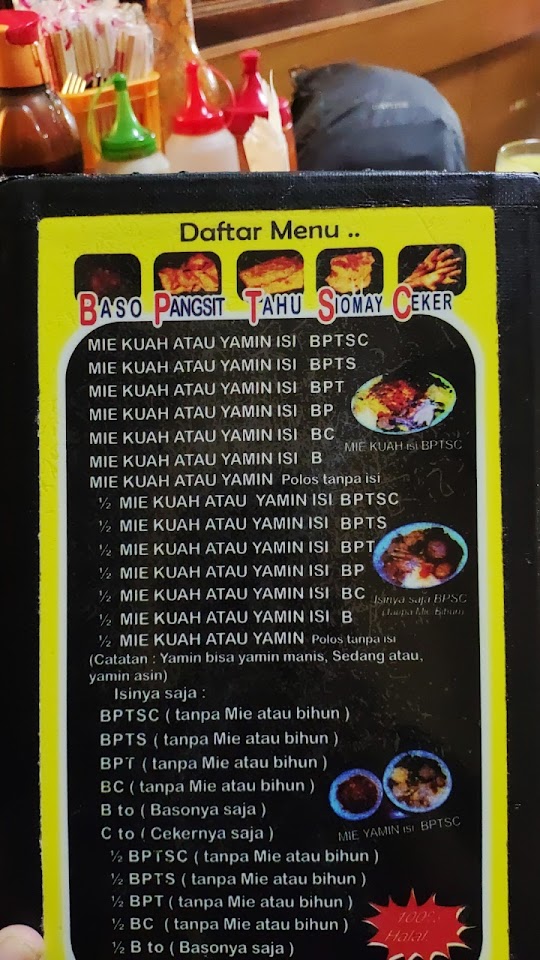 Daftar Menu ..
BASO PANGSIT TAHU SIOMAY CEKER
MIE KUAH ATAU YAMIN ISI BPTSC
MIE KUAH ATAU YAMIN ISI BPTS
MIE KUAH ATAU YAMIN ISI BPT
MIE KUAH ATAU YAMIN ISI BP
MIE KUAH ATAU YAMIN ISI BC
MIE KUAH isi BPTSC
MIE KUAH ATAU YAMIN ISI B
MIE KUAH ATAU YAMIN Polos tanpa isi
½ MIE KUAH ATAU YAMIN ISI BPTSC
½ MIE KUAH ATAU YAMIN ISI BPTS
½ MIE KUAH ATAU YAMIN ISI BPT
½ MIE KUAH ATAU YAMIN ISI BP
½ MIE KUAH ATAU YAMIN ISI BC
Isinya saja BPSC
(Tanpa Mie Bihun)
½ MIE KUAH ATAU YAMIN ISI B
½ MIE KUAH ATAU YAMIN Polos tanpa isi
(Catatan : Yamin bisa yamin manis, Sedang atau,
yamin asin)
Isinya saja :
BPTSC ( tanpa Mie atau bihun )
BPTS ( tanpa Mie atau bihun )
BPT ( tanpa Mie atau bihun )
BC ( tanpa Mie atau bihun )
B to ( Basonya saja )
C to ( Cekernya saja )
MIE YAMIN isi BPTSC
½ BPTSC ( tanpa Mie atau bihun )
½ BPTS ( tanpa Mie atau bihun )
½ BPT ( tanpa Mie atau bihun )
½ BC ( tanpa Mie atau bihun )
½ B to ( Basonya saja )
100%
Halal